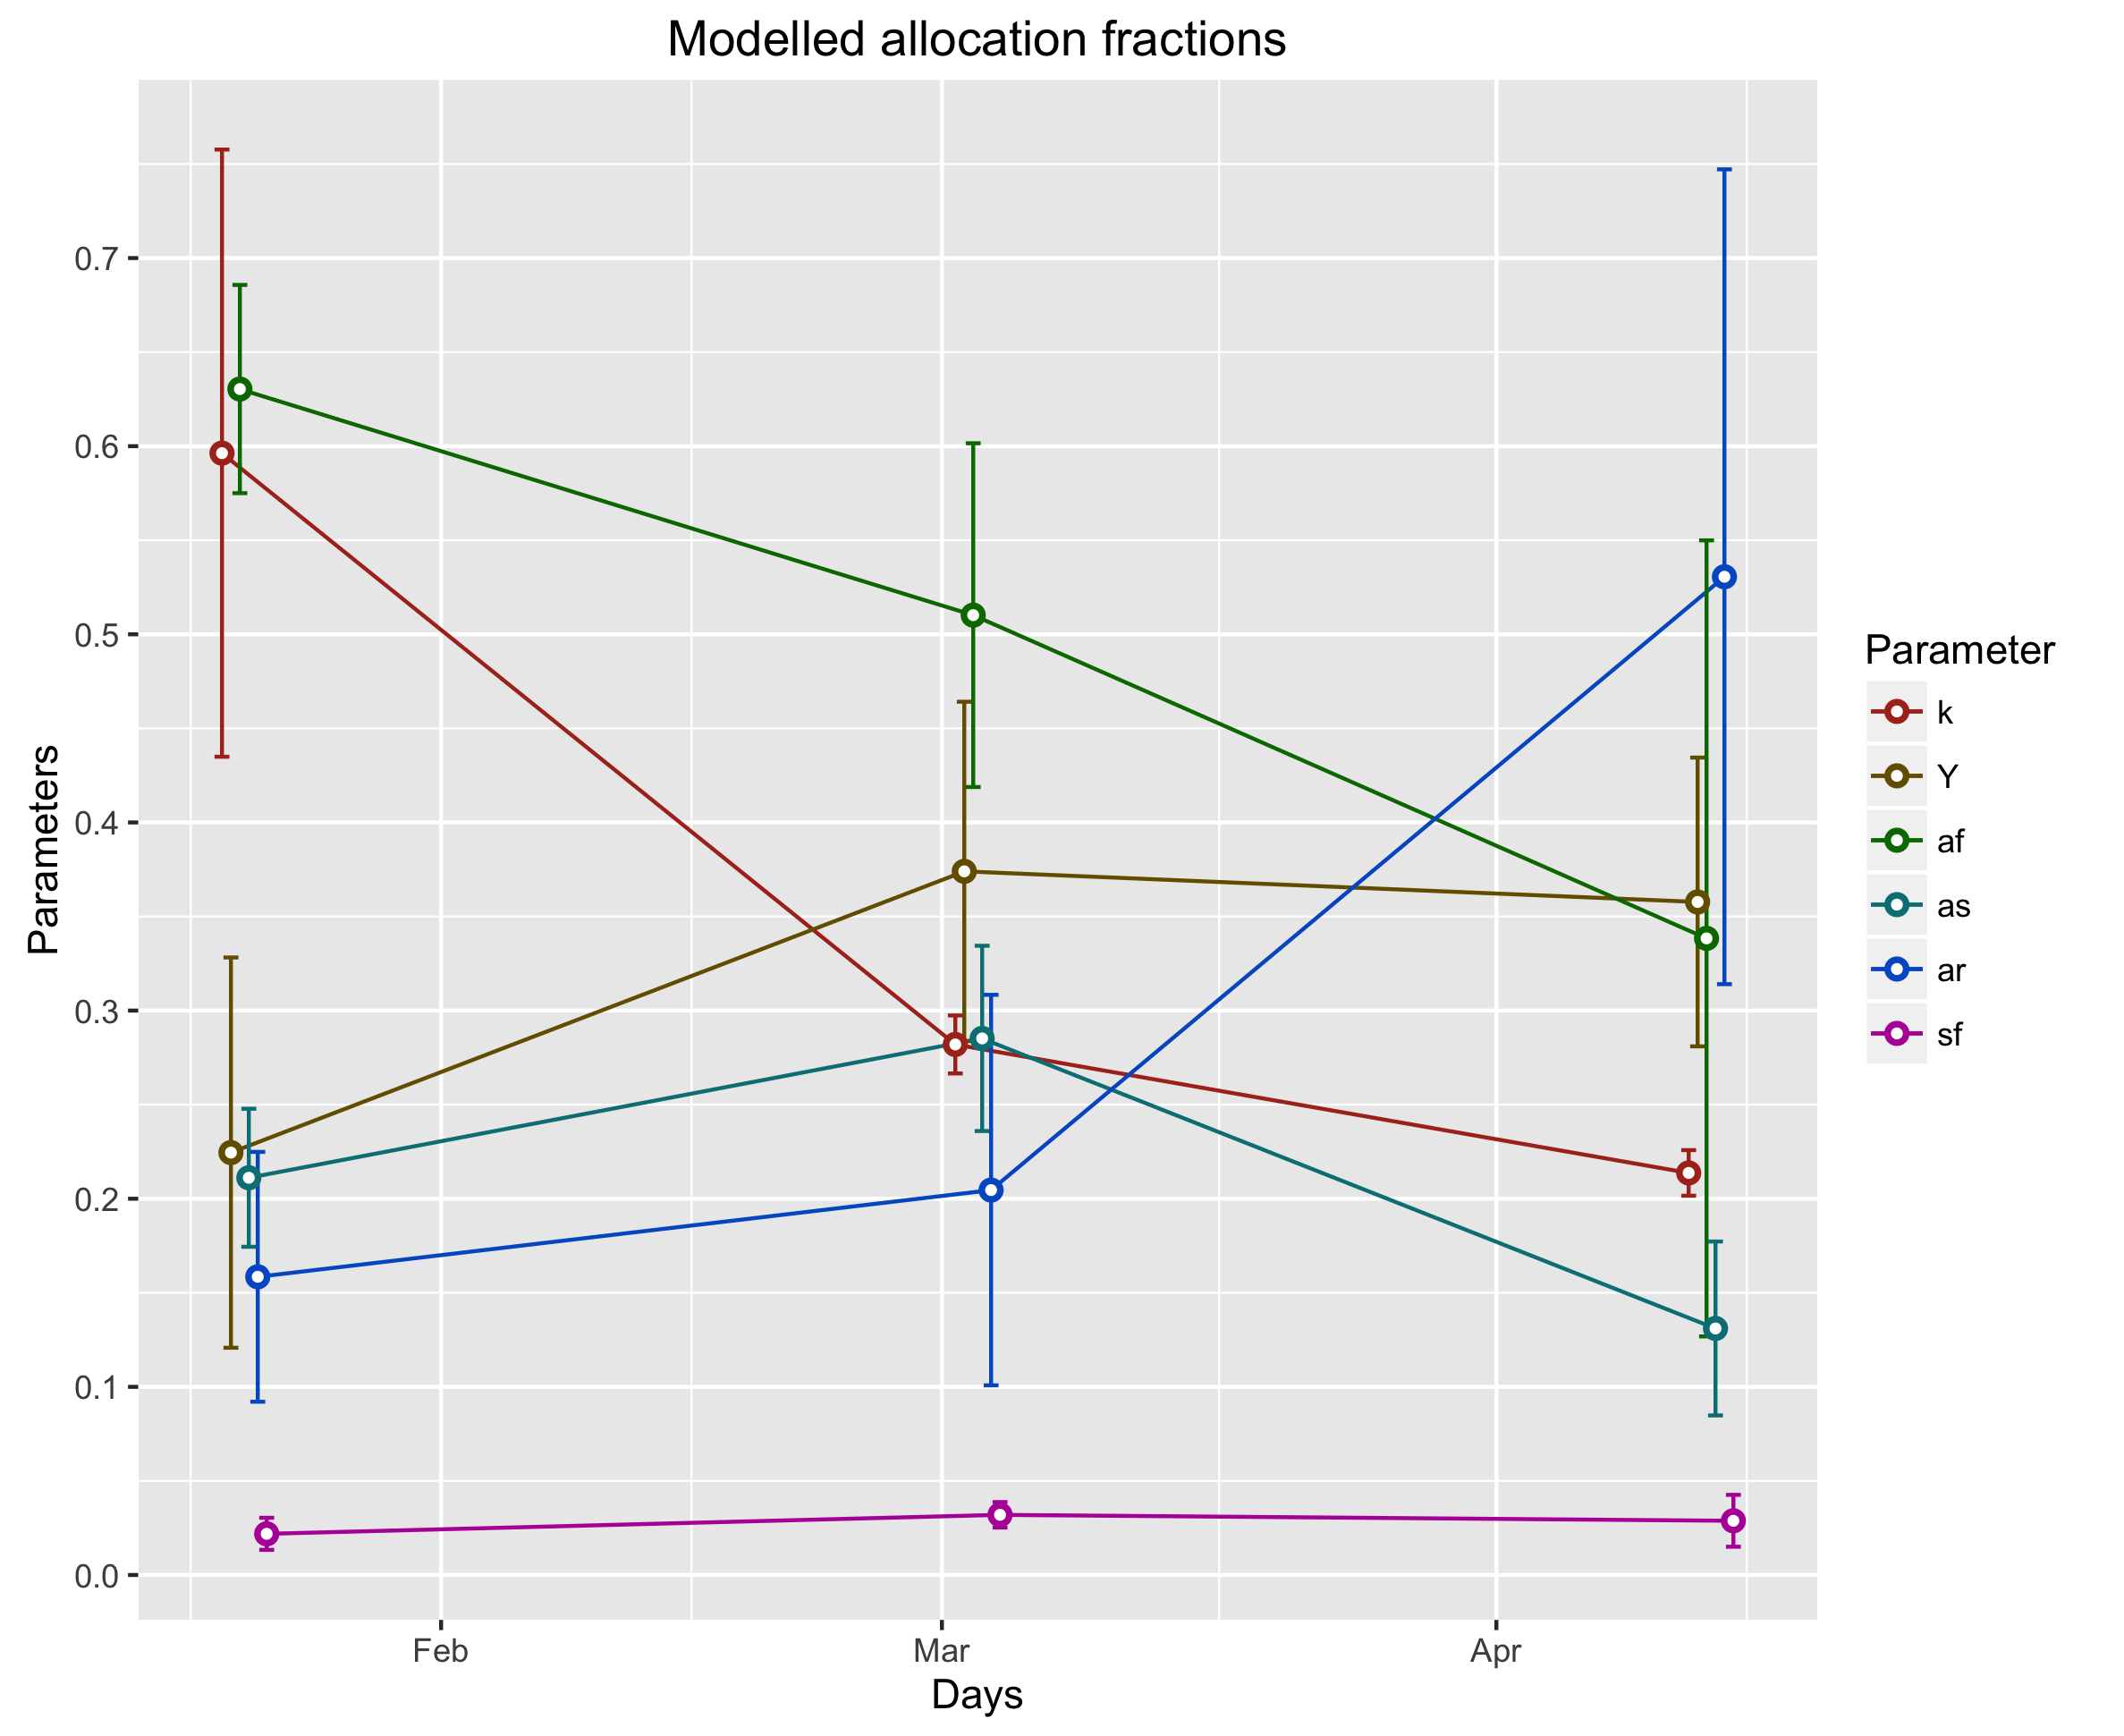 Modelled allocation fractions
Parameters
0.7
0.6
0.5
0.4
0.3
0.2
0.1
0.0
Feb Mar Apr
Days
Parameter
k
Y
af
as
ar
sf